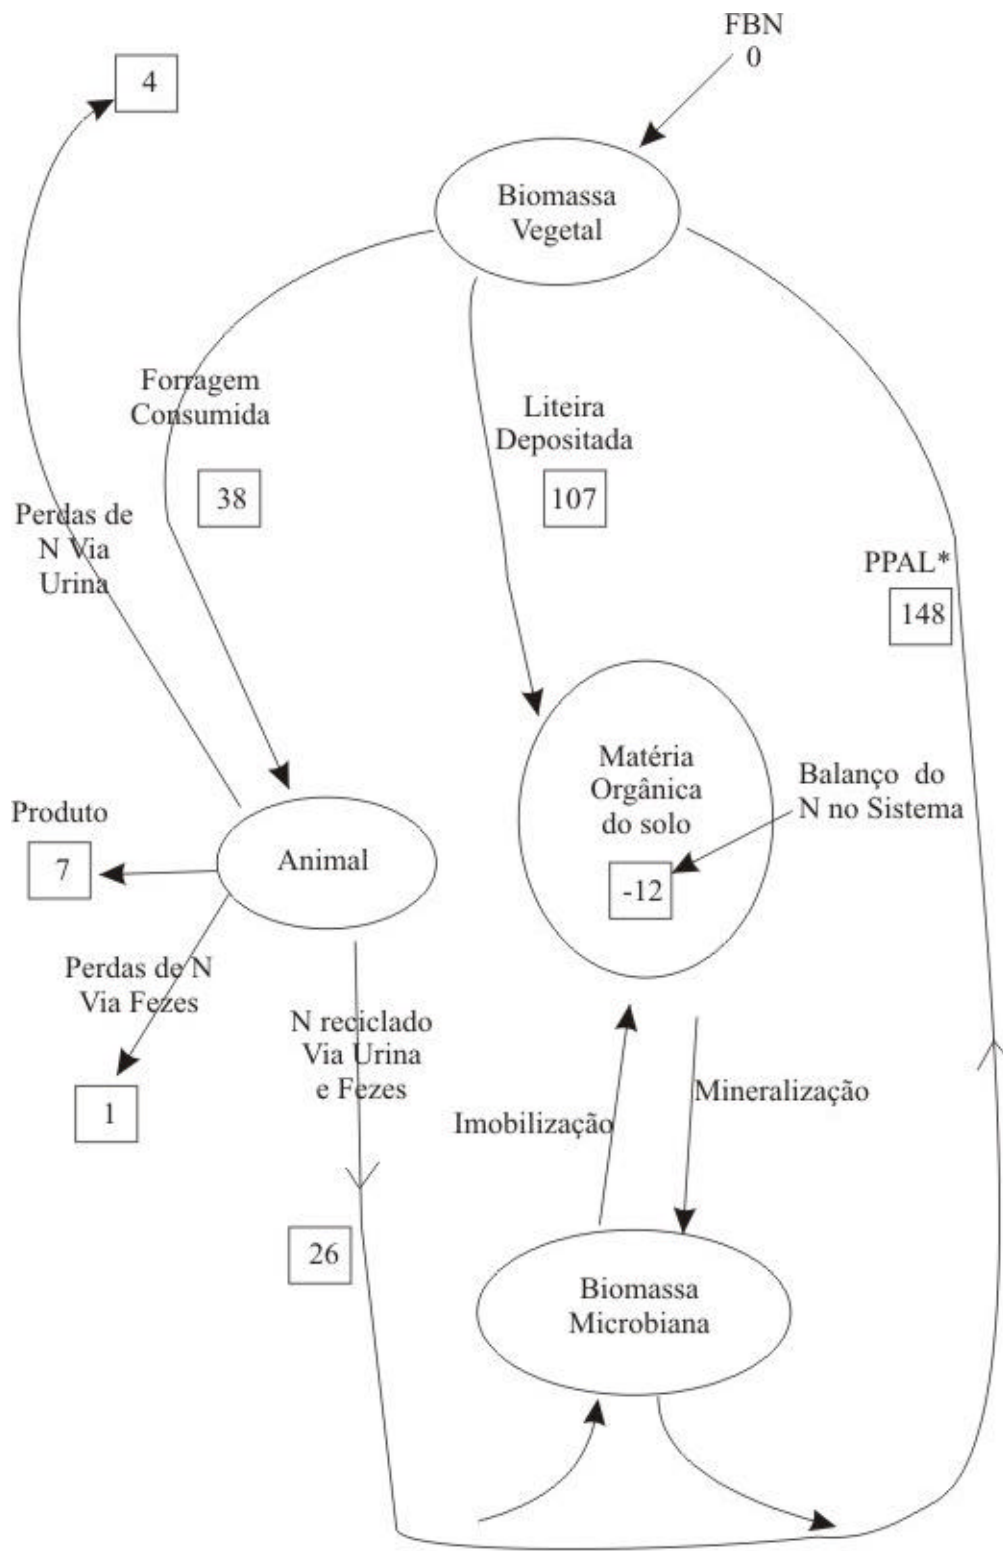 FBN
0
4
Biomassa
Vegetal
Forragem
Consumida
38
Liteira
Depositada
107
Perdas de
N Via
Urina
PPAL*
148
Matéria
Orgânica
do solo
-12
Balanço do
N no Sistema
Produto
7
Animal
Perdas de N
Via Fezes
1
N reciclado
Via Urina
e Fezes
26
Imobilização
Mineralização
Biomassa
Microbiana